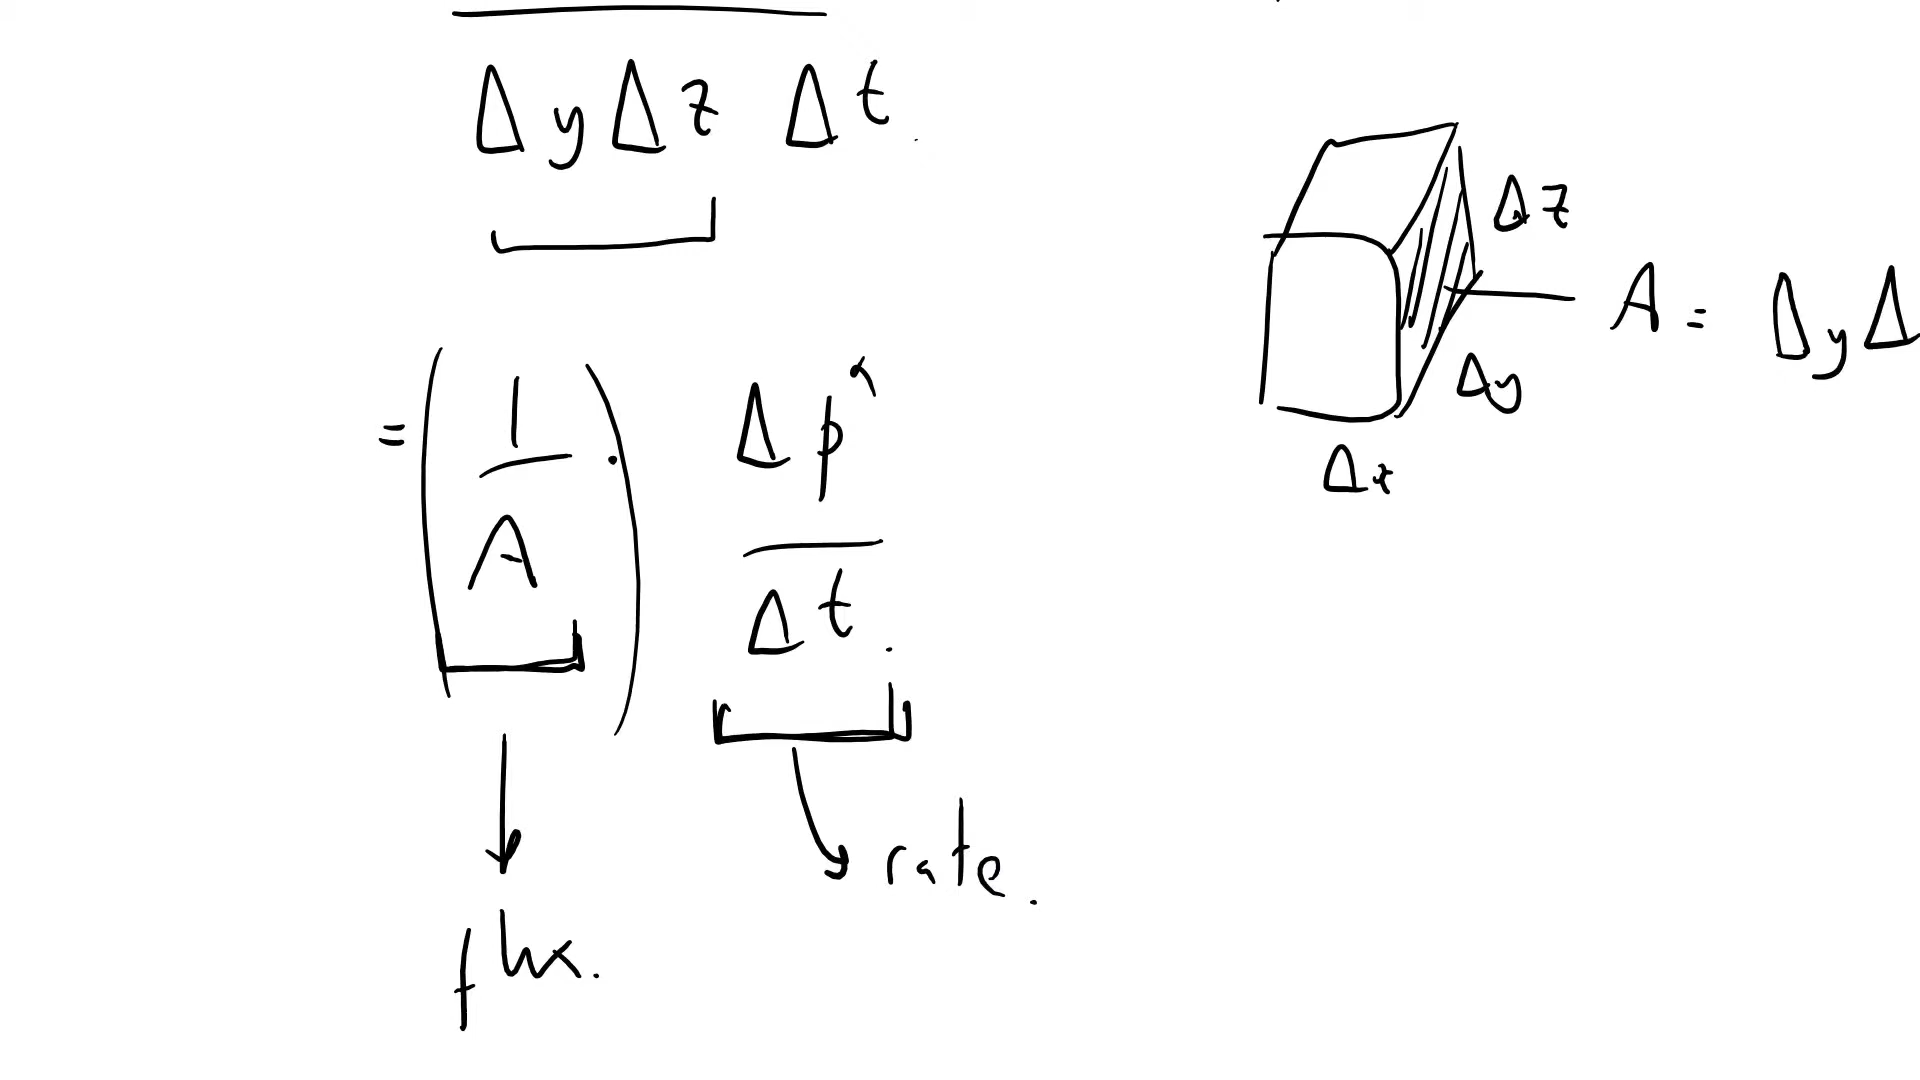 Δy Δz Δt.
= (1/A) · Δp^α / Δt.
flux.
rate.
Δz
A = Δy Δ
Δy
Δx